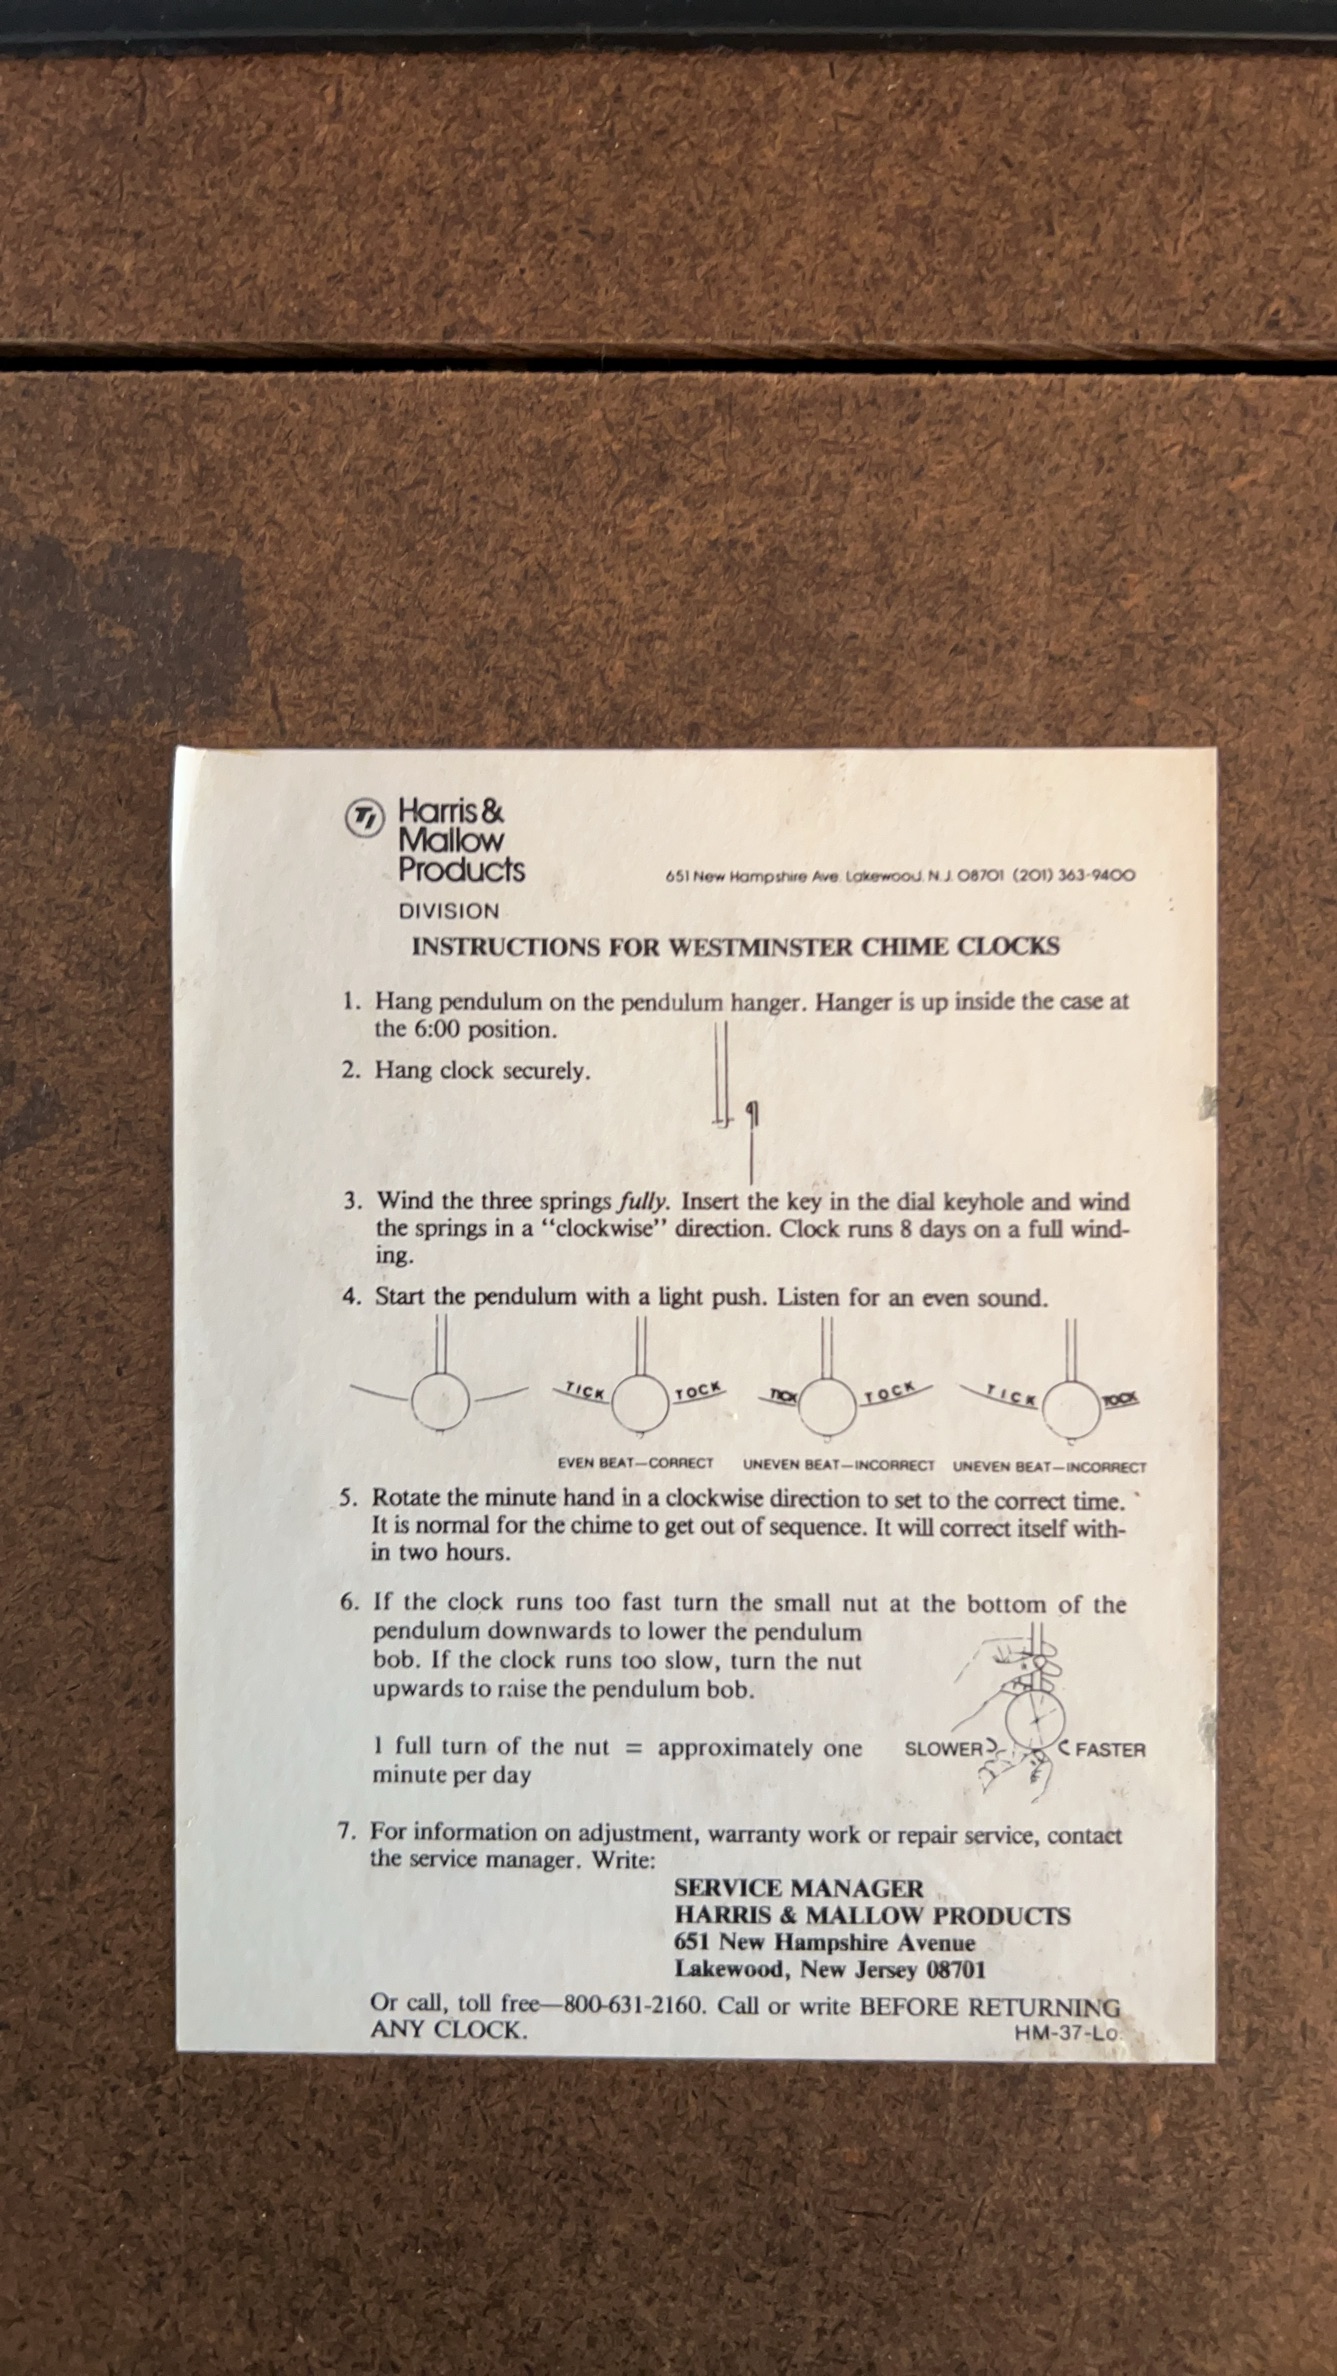 TI
Harris &
Mallow
Products
651 New Hampshire Ave. Lakewood, N.J. 08701 (201) 363-9400
DIVISION
INSTRUCTIONS FOR WESTMINSTER CHIME CLOCKS
1. Hang pendulum on the pendulum hanger. Hanger is up inside the case at
the 6:00 position.
2. Hang clock securely.
3. Wind the three springs fully. Insert the key in the dial keyhole and wind
the springs in a “clockwise” direction. Clock runs 8 days on a full wind-
ing.
4. Start the pendulum with a light push. Listen for an even sound.
TICK TOCK TICK TOCK TICK TOCK
EVEN BEAT—CORRECT UNEVEN BEAT—INCORRECT UNEVEN BEAT—INCORRECT
5. Rotate the minute hand in a clockwise direction to set to the correct time.
It is normal for the chime to get out of sequence. It will correct itself with-
in two hours.
6. If the clock runs too fast turn the small nut at the bottom of the
pendulum downwards to lower the pendulum
bob. If the clock runs too slow, turn the nut
upwards to raise the pendulum bob.
1 full turn of the nut = approximately one
minute per day
SLOWER FASTER
7. For information on adjustment, warranty work or repair service, contact
the service manager. Write:
SERVICE MANAGER
HARRIS & MALLOW PRODUCTS
651 New Hampshire Avenue
Lakewood, New Jersey 08701
Or call, toll free—800-631-2160. Call or write BEFORE RETURNING
ANY CLOCK.
HM-37-Lo